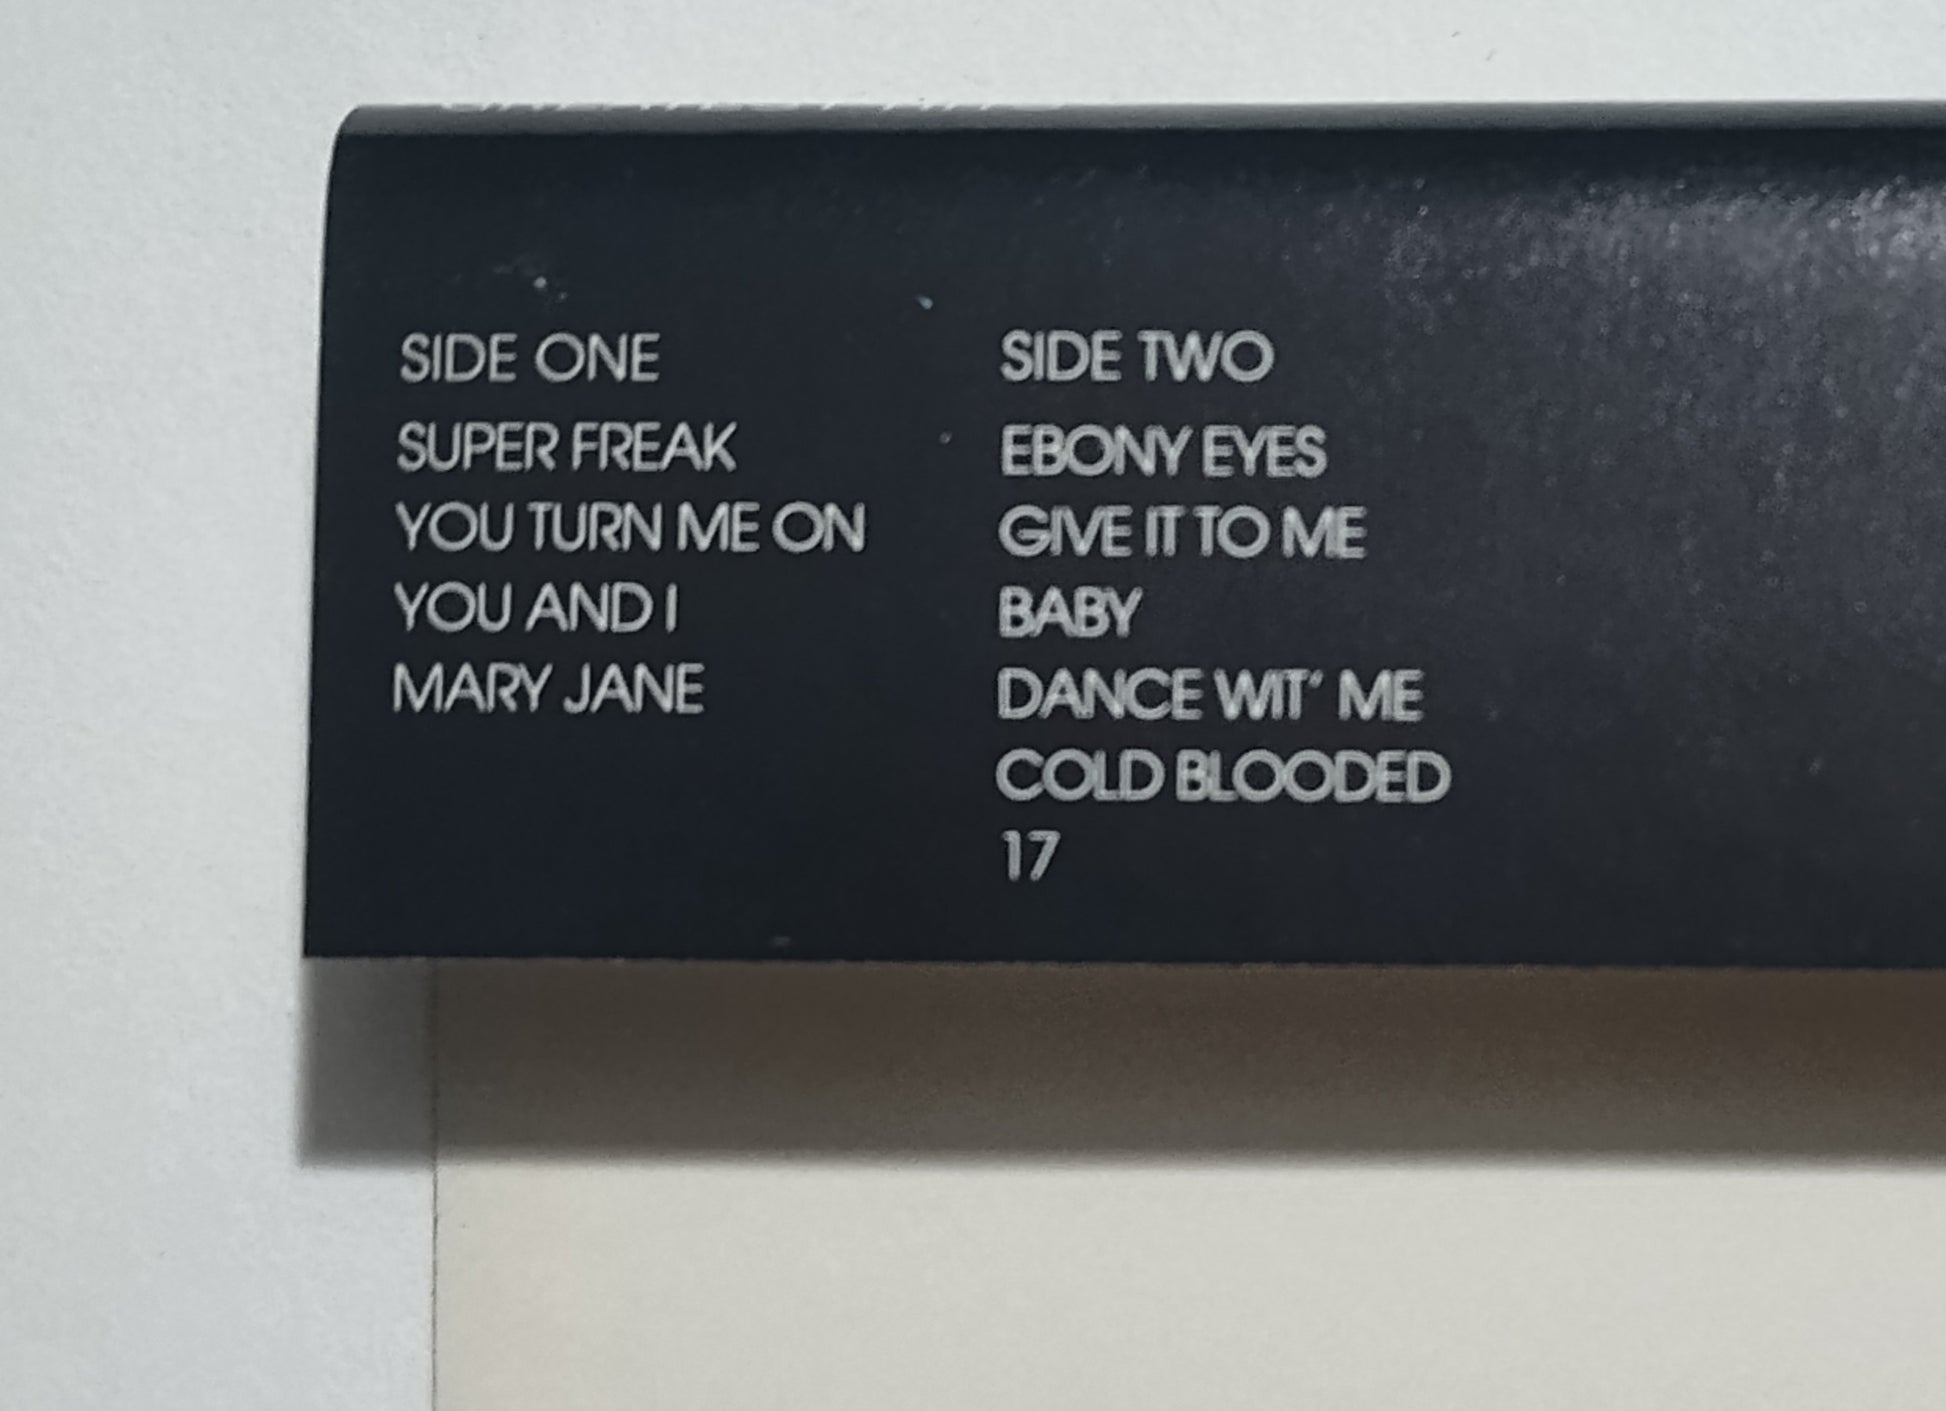 SIDE ONE
SUPER FREAK
YOU TURN ME ON
YOU AND I
MARY JANE
SIDE TWO
EBONY EYES
GIVE IT TO ME
BABY
DANCE WIT' ME
COLD BLOODED
17